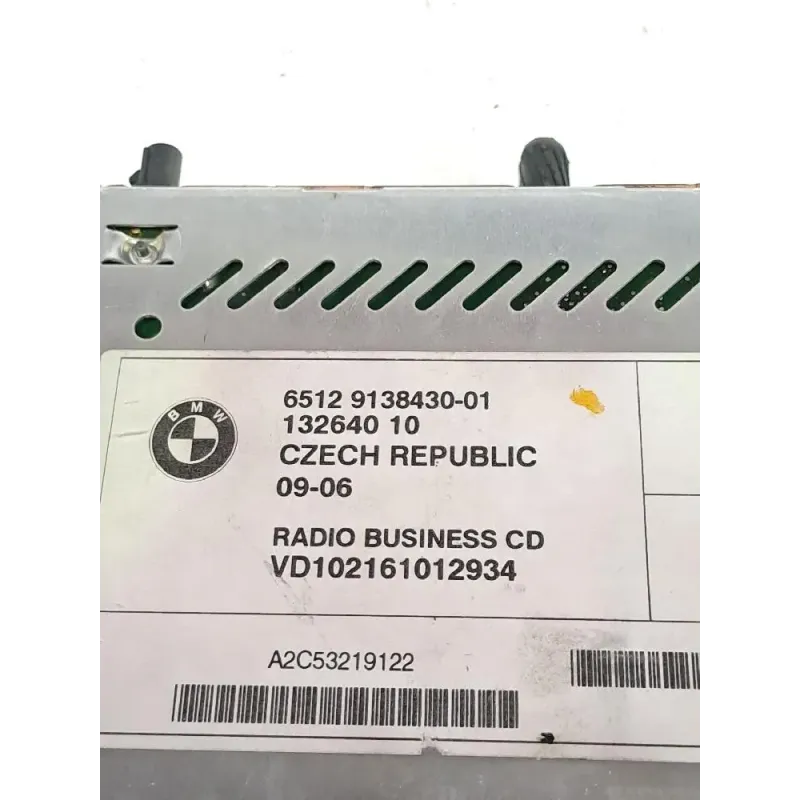 BMW
6512 9138430-01
132640 10
CZECH REPUBLIC
09-06
RADIO BUSINESS CD
VD102161012934
A2C53219122